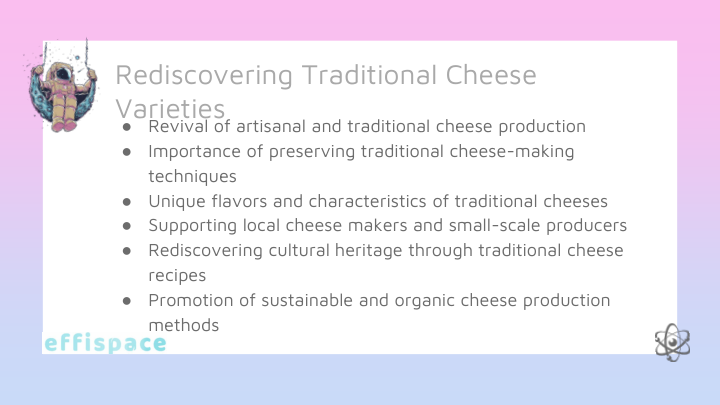 Rediscovering Traditional Cheese
Varieties
● Revival of artisanal and traditional cheese production
● Importance of preserving traditional cheese-making
techniques
● Unique flavors and characteristics of traditional cheeses
● Supporting local cheese makers and small-scale producers
● Rediscovering cultural heritage through traditional cheese
recipes
● Promotion of sustainable and organic cheese production
methods
effispace